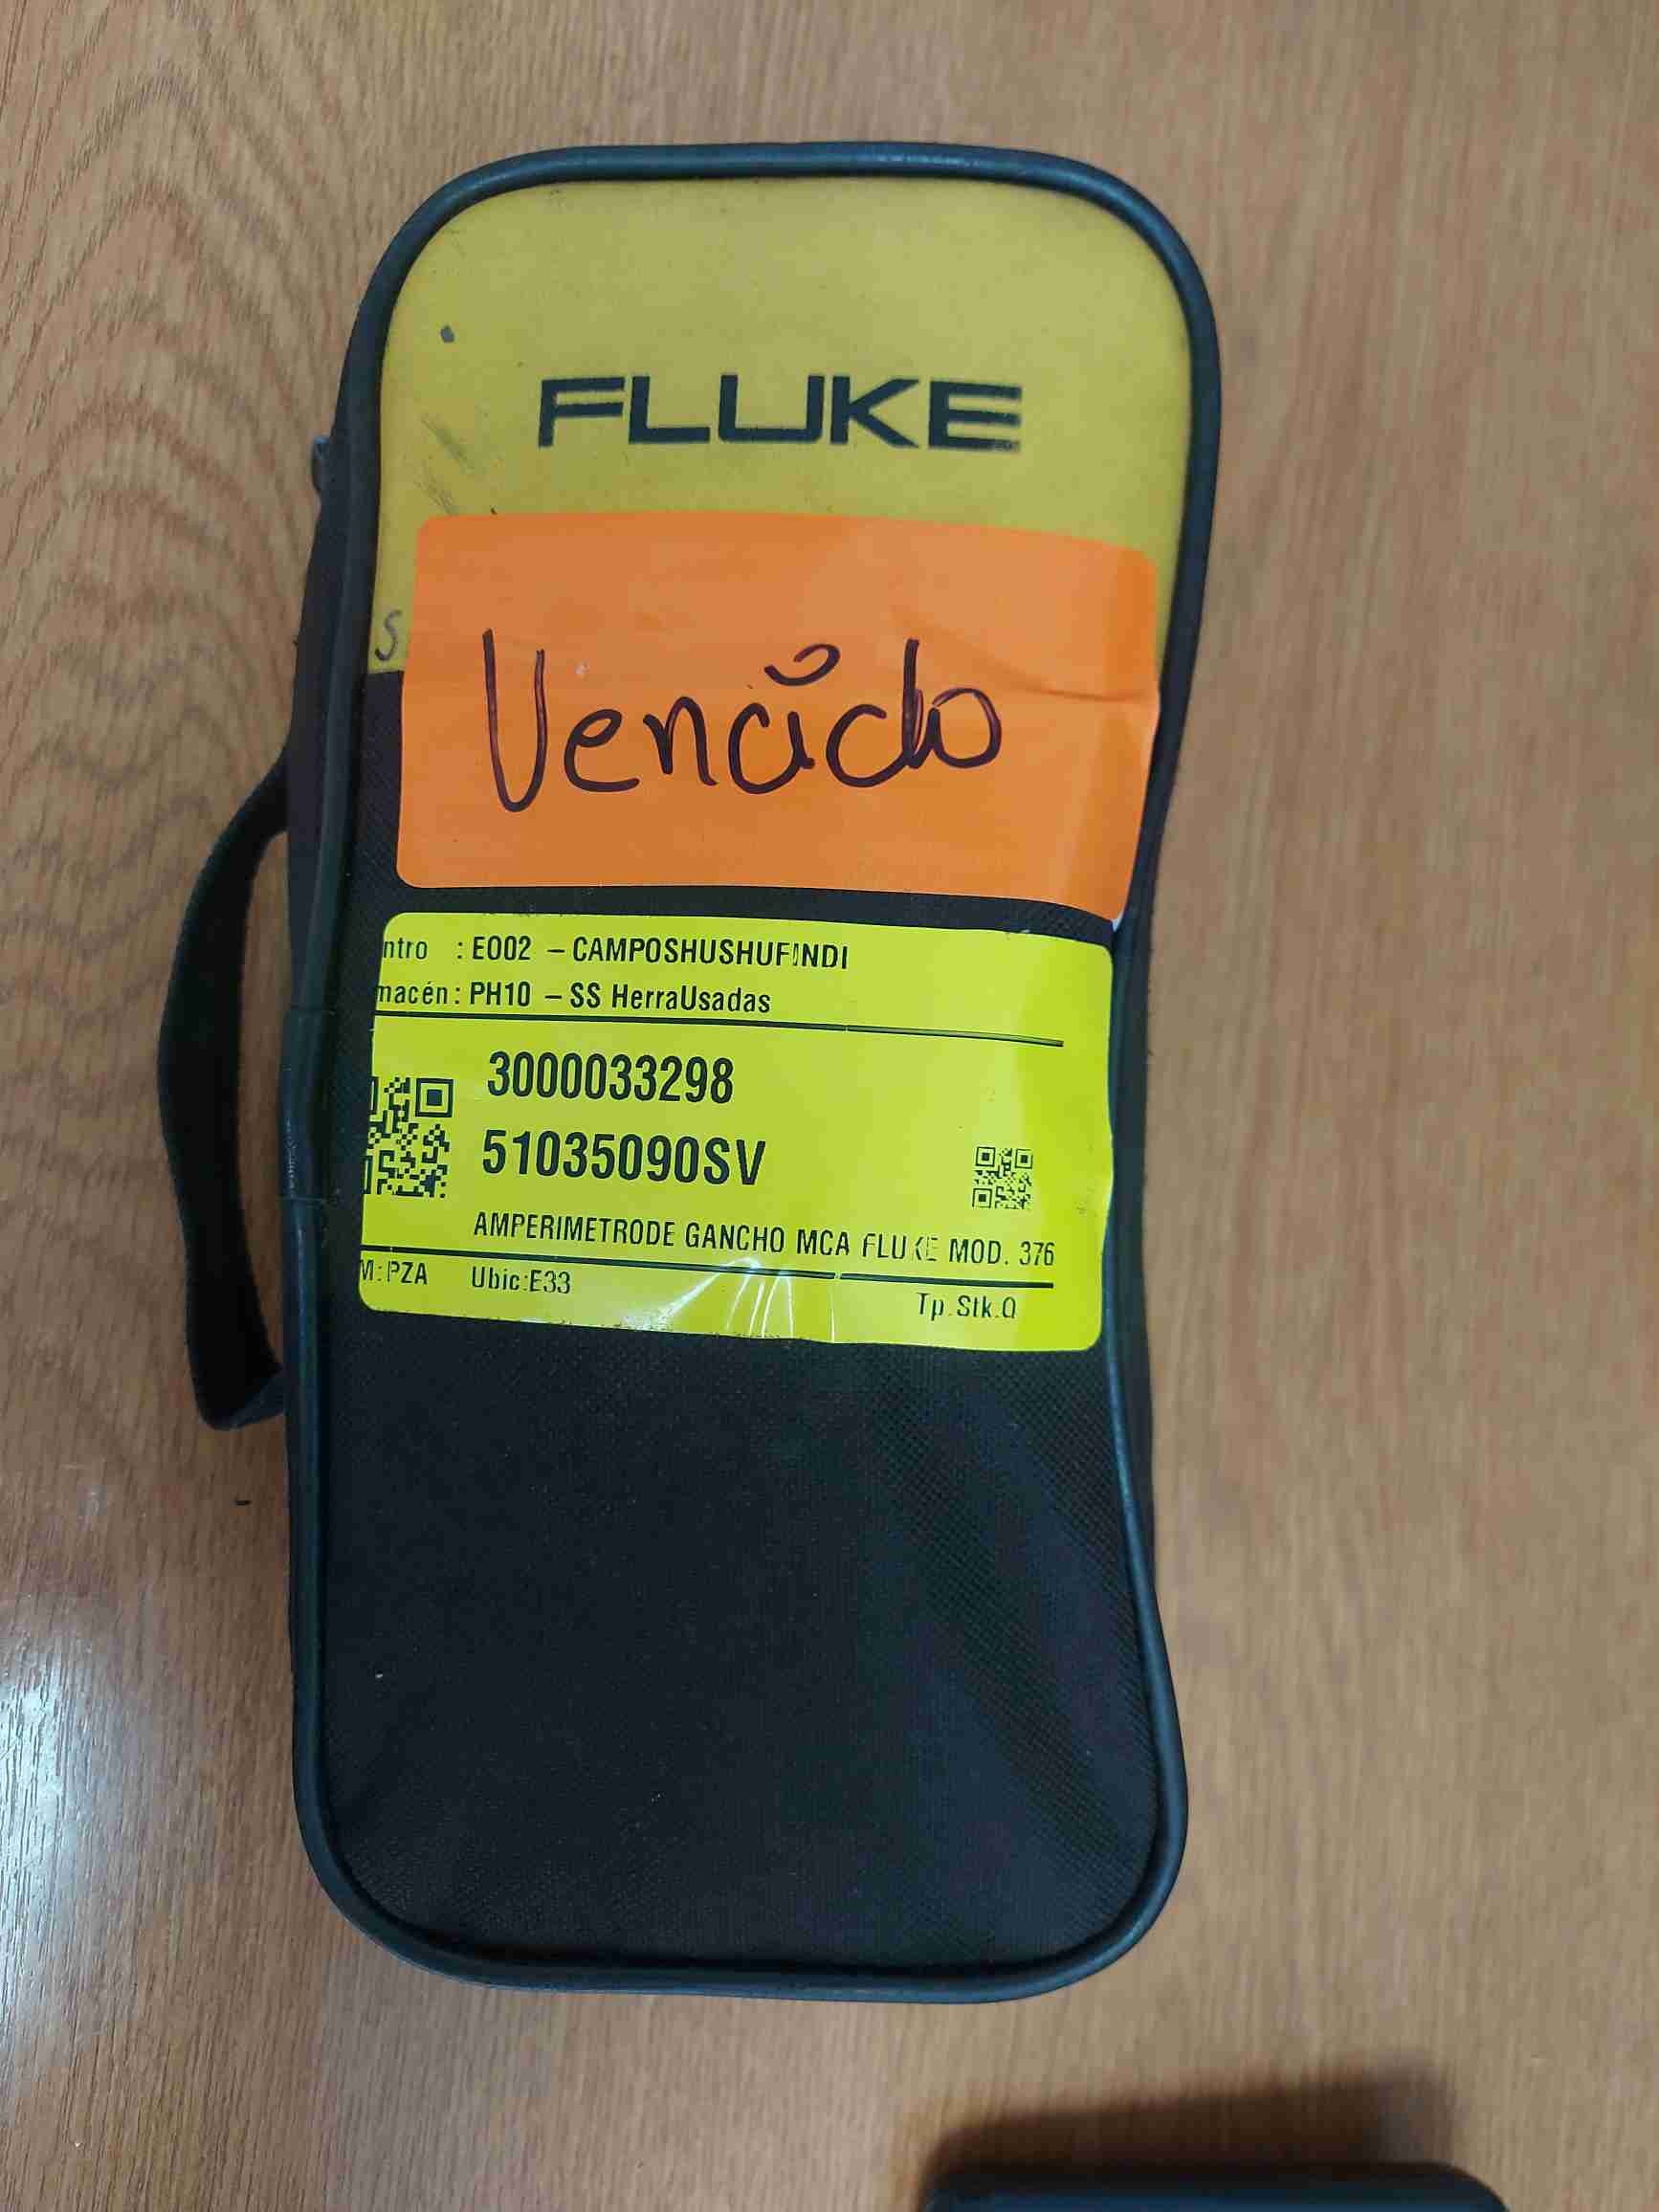 FLUKE
S
Vencido
ntro : E002 – CAMPOSHUSHUFINDI
macén : PH10 – SS HerraUsadas
3000033298
51035090SV
AMPERIMETRODE GANCHO MCA FLUKE MOD. 376
M: PZA Ubic:E33
Tp.Stk.Q